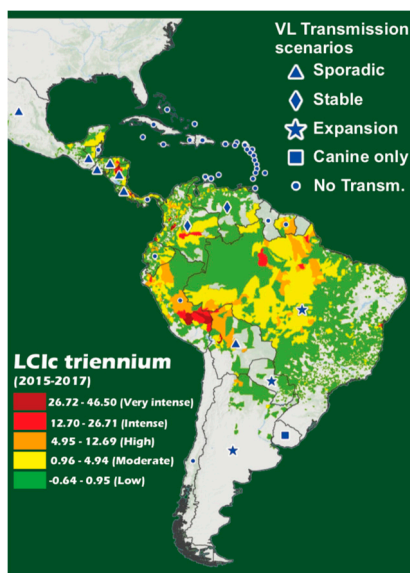 VL Transmission
scenarios
Sporadic
Stable
Expansion
Canine only
No Transm.
LCIc triennium
(2015-2017)
26.72 - 46.50 (Very intense)
12.70 - 26.71 (Intense)
4.95 - 12.69 (High)
0.96 - 4.94 (Moderate)
-0.64 - 0.95 (Low)